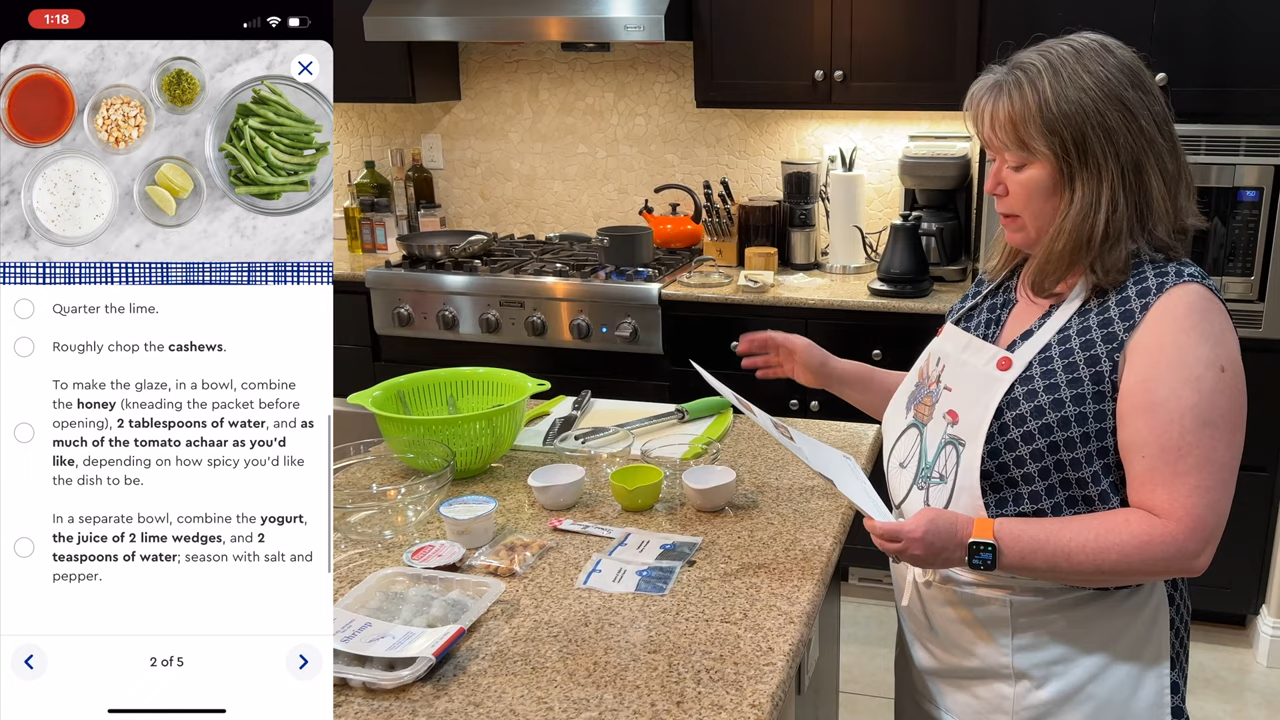 1:18
Quarter the lime.
Roughly chop the cashews.
To make the glaze, in a bowl, combine
the honey (kneading the packet before
opening), 2 tablespoons of water, and as
much of the tomato achaar as you'd
like, depending on how spicy you'd like
the dish to be.
In a separate bowl, combine the yogurt,
the juice of 2 lime wedges, and 2
teaspoons of water; season with salt and
pepper.
2 of 5
Shrimp
7:50